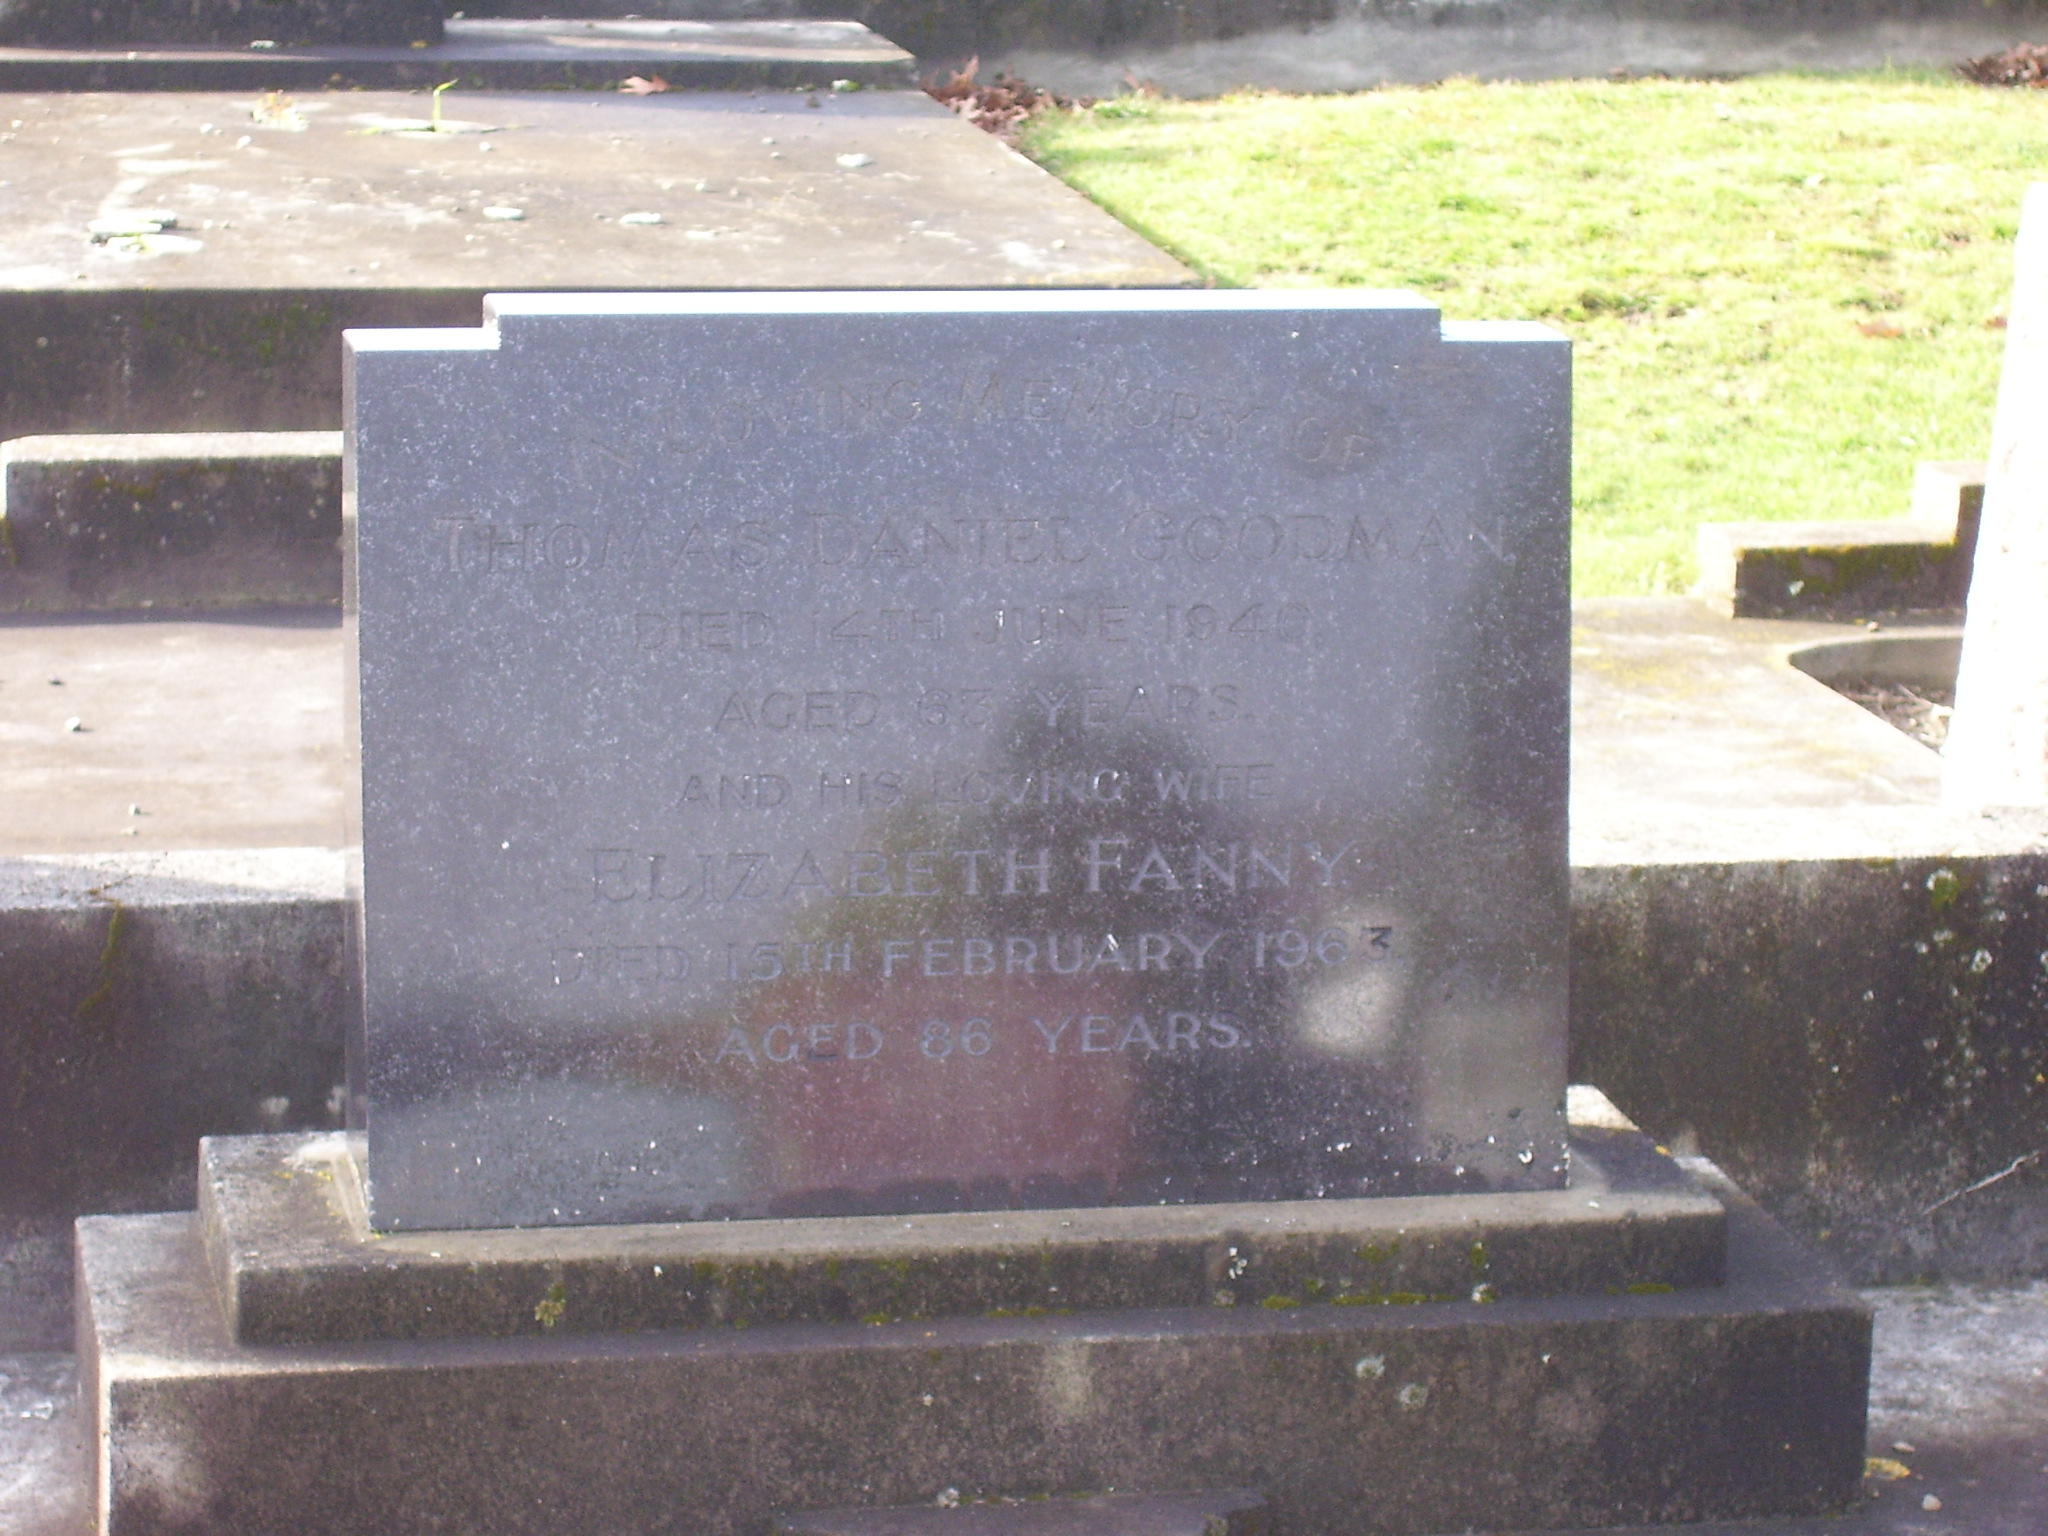 IN LOVING MEMORY OF
THOMAS DANIEL GOODMAN
DIED 14TH JUNE 1940.
AGED 63 YEARS.
AND HIS LOVING WIFE
ELIZABETH FANNY
DIED 15TH FEBRUARY 1963
AGED 86 YEARS.